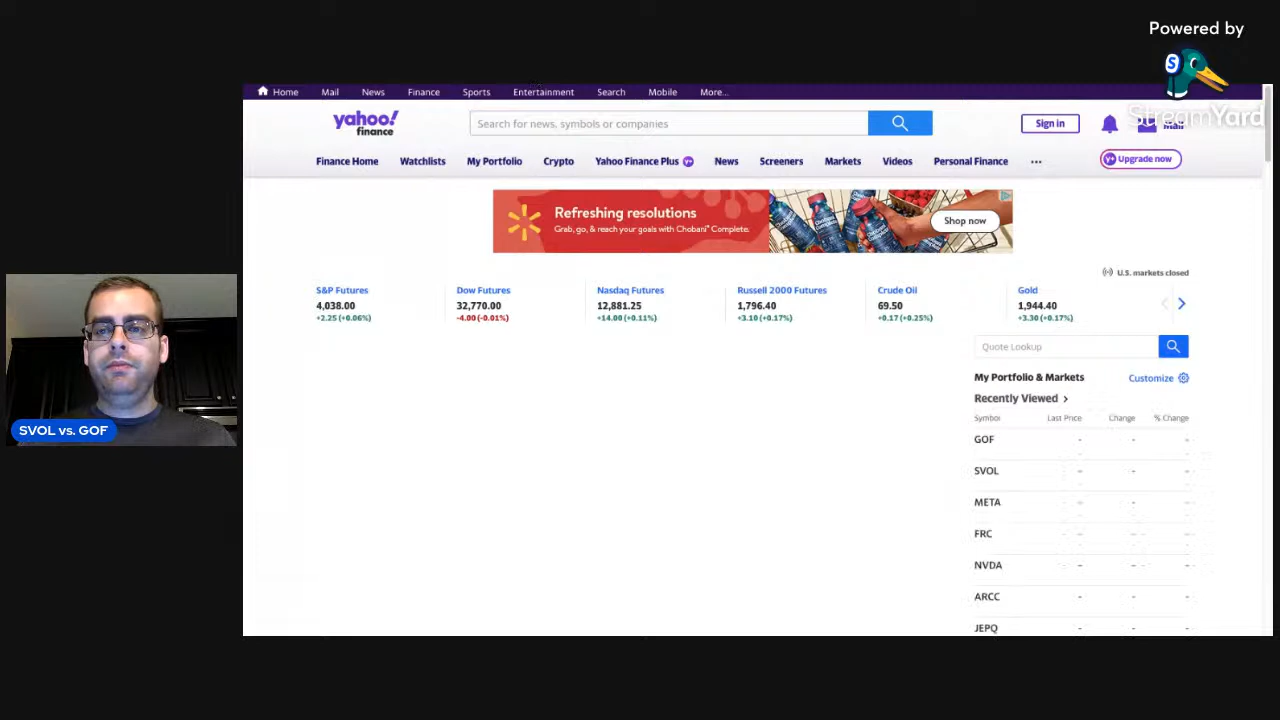 Powered by
S
StreamYard
Home Mail News Finance Sports Entertainment Search Mobile More...
yahoo!
finance
Search for news, symbols or companies
Sign in
Mail
Finance Home Watchlists My Portfolio Crypto Yahoo Finance Plus News Screeners Markets Videos Personal Finance ...
Upgrade now
Refreshing resolutions
Grab, go, & reach your goals with Chobani® Complete.
Shop now
U.S. markets closed
S&P Futures Dow Futures Nasdaq Futures Russell 2000 Futures Crude Oil Gold
4,038.00 32,770.00 12,881.25 1,796.40 69.50 1,944.40
+2.25 (+0.06%) -4.00 (-0.01%) +14.00 (+0.11%) +3.10 (+0.17%) +0.17 (+0.25%) +3.30 (+0.17%)
Quote Lookup
My Portfolio & Markets Customize
Recently Viewed >
Symbol Last Price Change % Change
GOF - - -
SVOL - - -
META - - -
FRC - - -
NVDA - - -
ARCC - - -
JEPQ - - -
SVOL vs. GOF